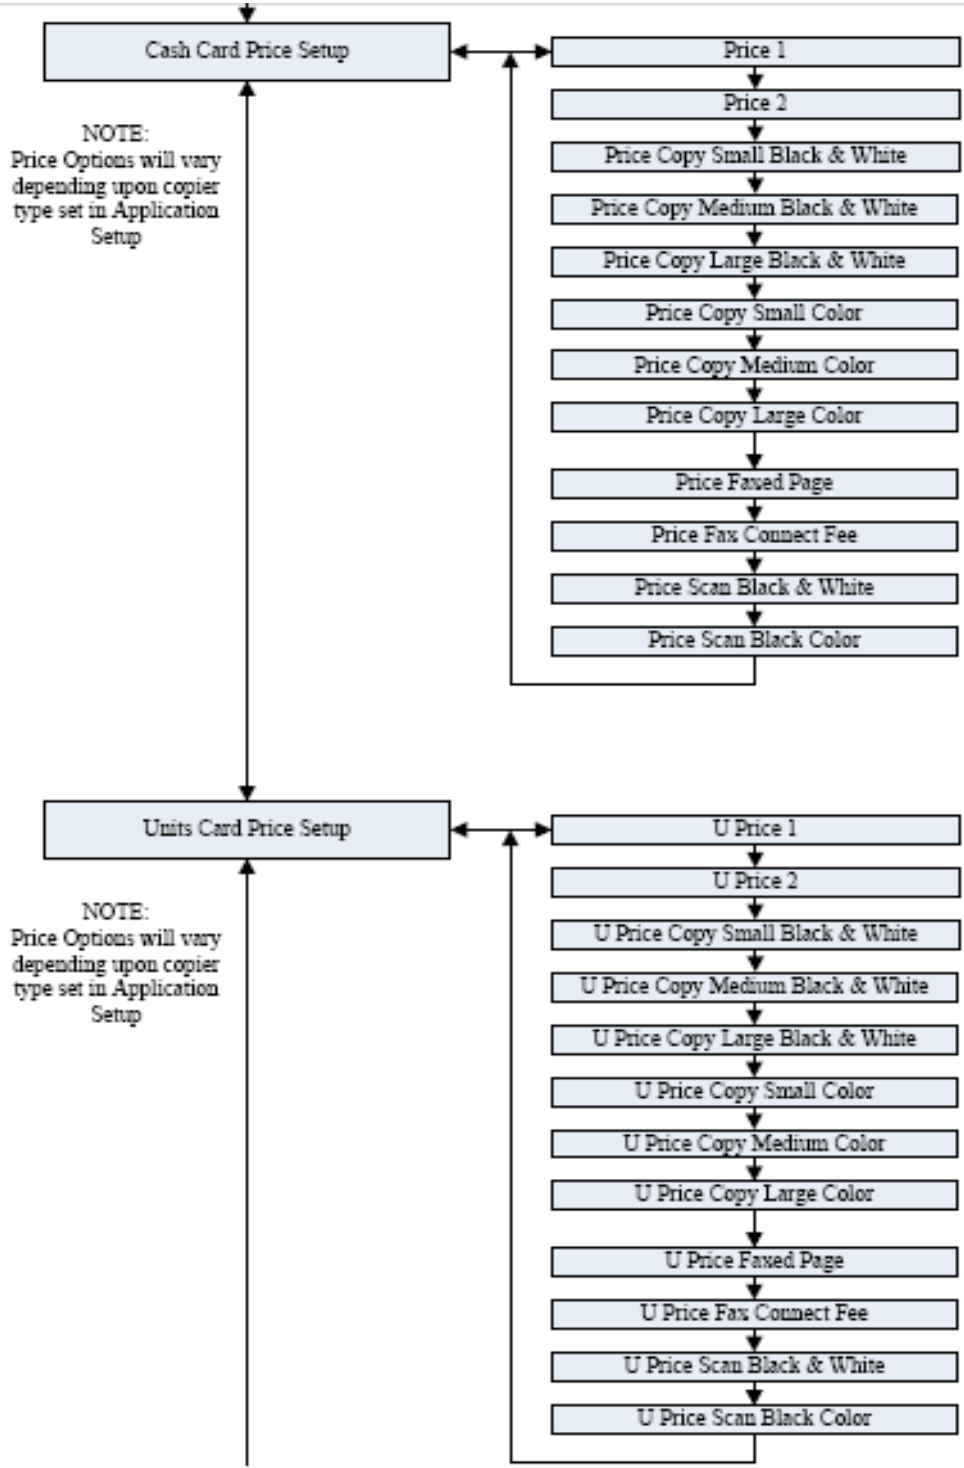 Cash Card Price Setup
NOTE:
Price Options will vary
depending upon copier
type set in Application
Setup
Price 1
Price 2
Price Copy Small Black & White
Price Copy Medium Black & White
Price Copy Large Black & White
Price Copy Small Color
Price Copy Medium Color
Price Copy Large Color
Price Faxed Page
Price Fax Connect Fee
Price Scan Black & White
Price Scan Black Color
Units Card Price Setup
NOTE:
Price Options will vary
depending upon copier
type set in Application
Setup
U Price 1
U Price 2
U Price Copy Small Black & White
U Price Copy Medium Black & White
U Price Copy Large Black & White
U Price Copy Small Color
U Price Copy Medium Color
U Price Copy Large Color
U Price Faxed Page
U Price Fax Connect Fee
U Price Scan Black & White
U Price Scan Black Color